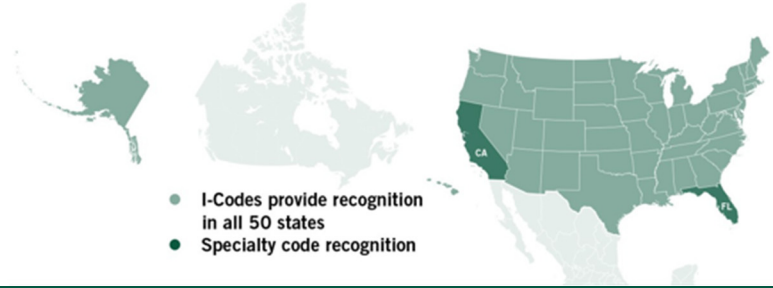 CA
FL
I-Codes provide recognition
in all 50 states
Specialty code recognition